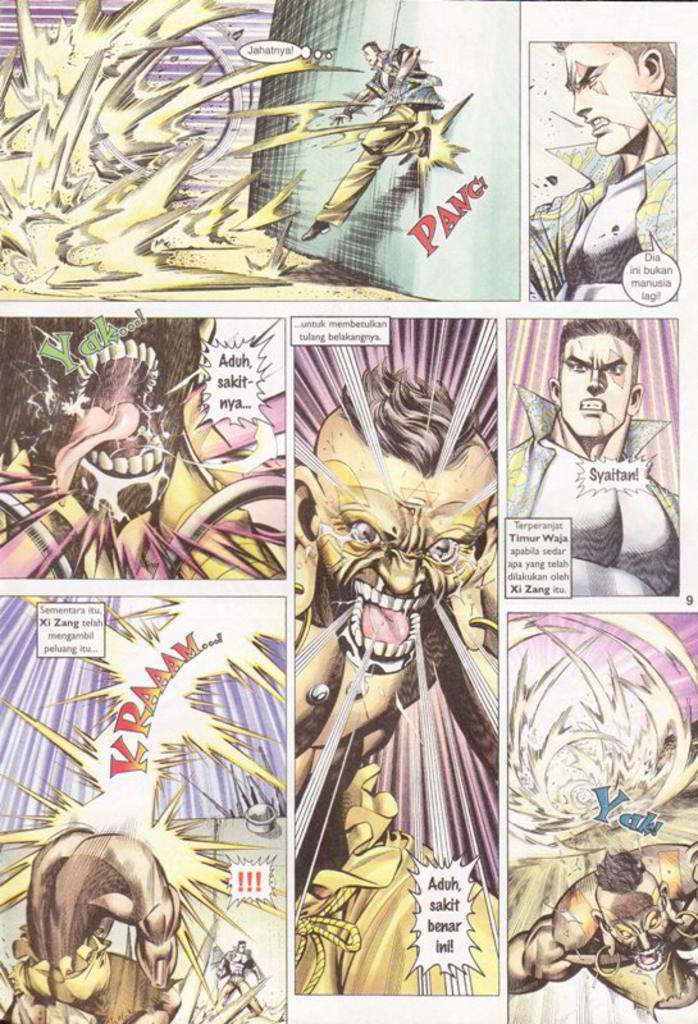 Jahatnya!
PANG!
Dia
ini bukan
manusia
lagi!
Yak...!
Aduh,
sakit-
nya...
...untuk membetulkan
tulang belakangnya.
Aduh,
sakit
benar
ini!
Syaitan!
Terperanjat
Timur Waja
apabila sedar
apa yang telah
dilakukan oleh
Xi Zang itu.
9
Sementara itu,
Xi Zang telah
mengambil
peluang itu...
KRAAAM...!
!!!
Yak!